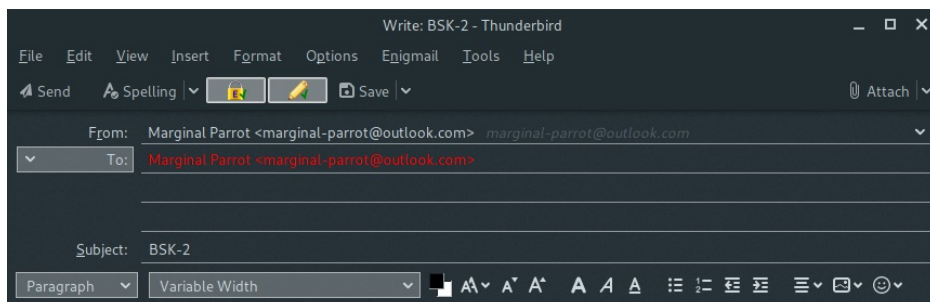 Write: BSK-2 - Thunderbird
File Edit View Insert Format Options Enigmail Tools Help
Send Spelling Save Attach
From: Marginal Parrot <marginal-parrot@outlook.com> marginal-parrot@outlook.com
To: Marginal Parrot <marginal-parrot@outlook.com>
Subject: BSK-2
Paragraph Variable Width